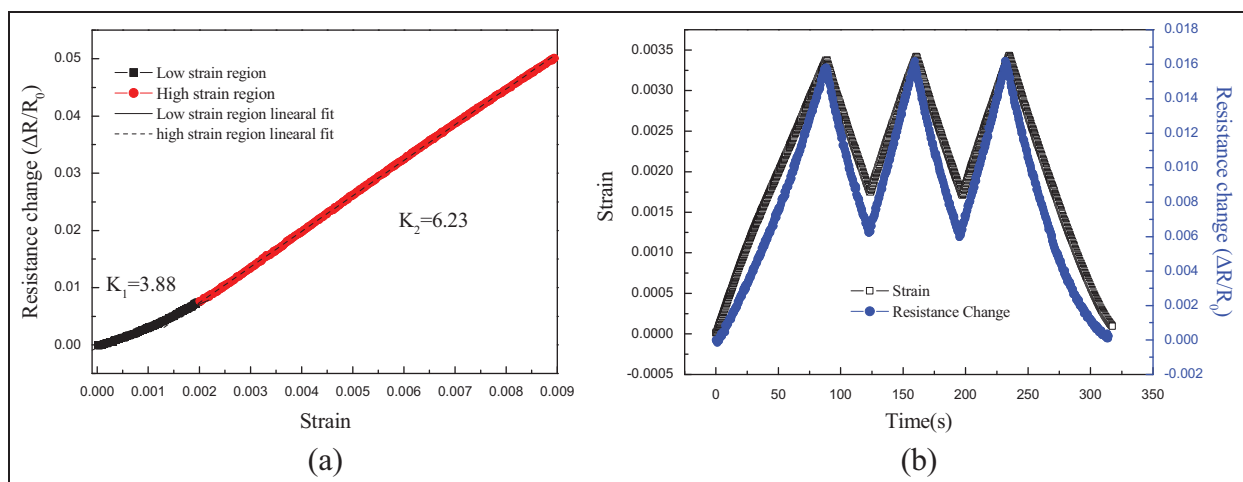 Resistance change (ΔR/R0)
0.05
0.04
0.03
0.02
0.01
0.00
Low strain region
High strain region
Low strain region linearal fit
high strain region linearal fit
K2=6.23
K1=3.88
0.000 0.001 0.002 0.003 0.004 0.005 0.006 0.007 0.008 0.009
Strain
(a)
Strain
0.0035
0.0030
0.0025
0.0020
0.0015
0.0010
0.0005
0.0000
-0.0005
Strain
Resistance Change
0 50 100 150 200 250 300 350
Time(s)
0.018
0.016
0.014
0.012
0.010
0.008
0.006
0.004
0.002
0.000
-0.002
Resistance change (ΔR/R0)
(b)